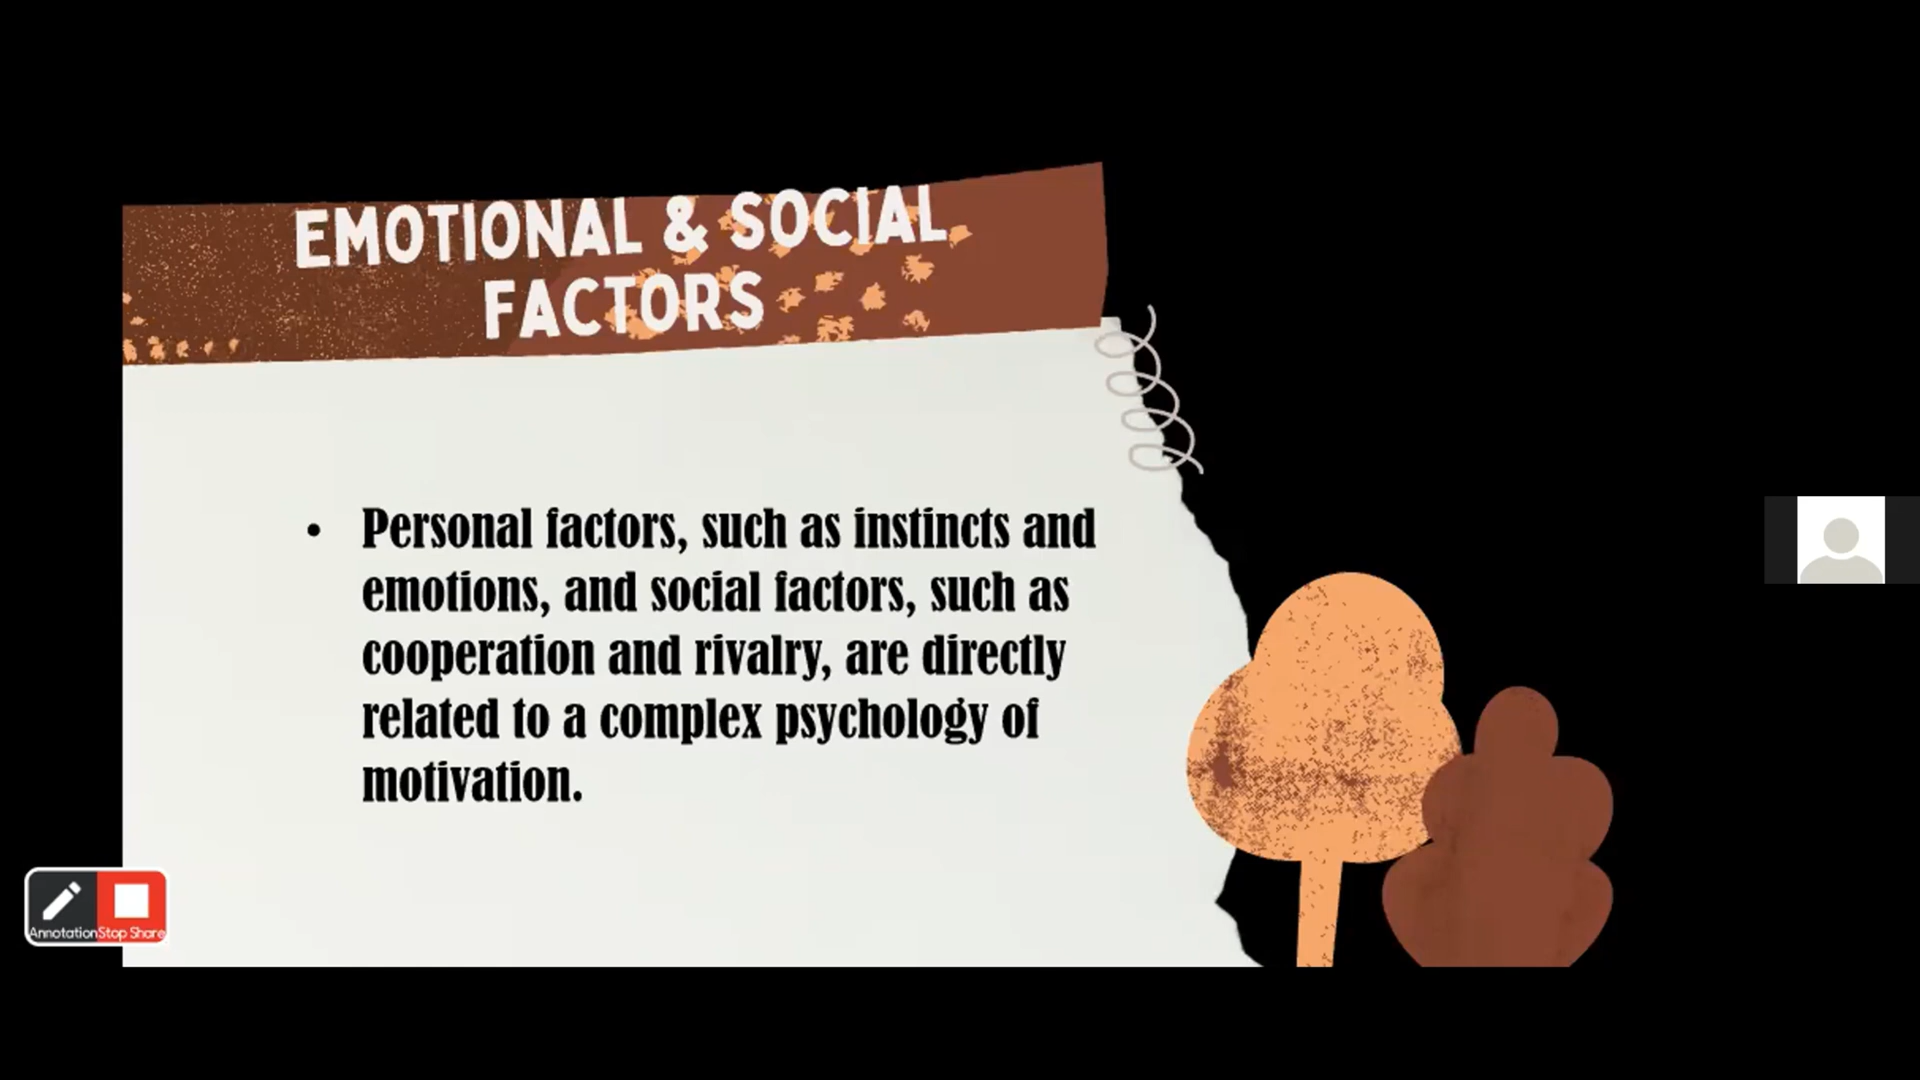 EMOTIONAL & SOCIAL
FACTORS
• Personal factors, such as instincts and
emotions, and social factors, such as
cooperation and rivalry, are directly
related to a complex psychology of
motivation.
Annotation Stop Share